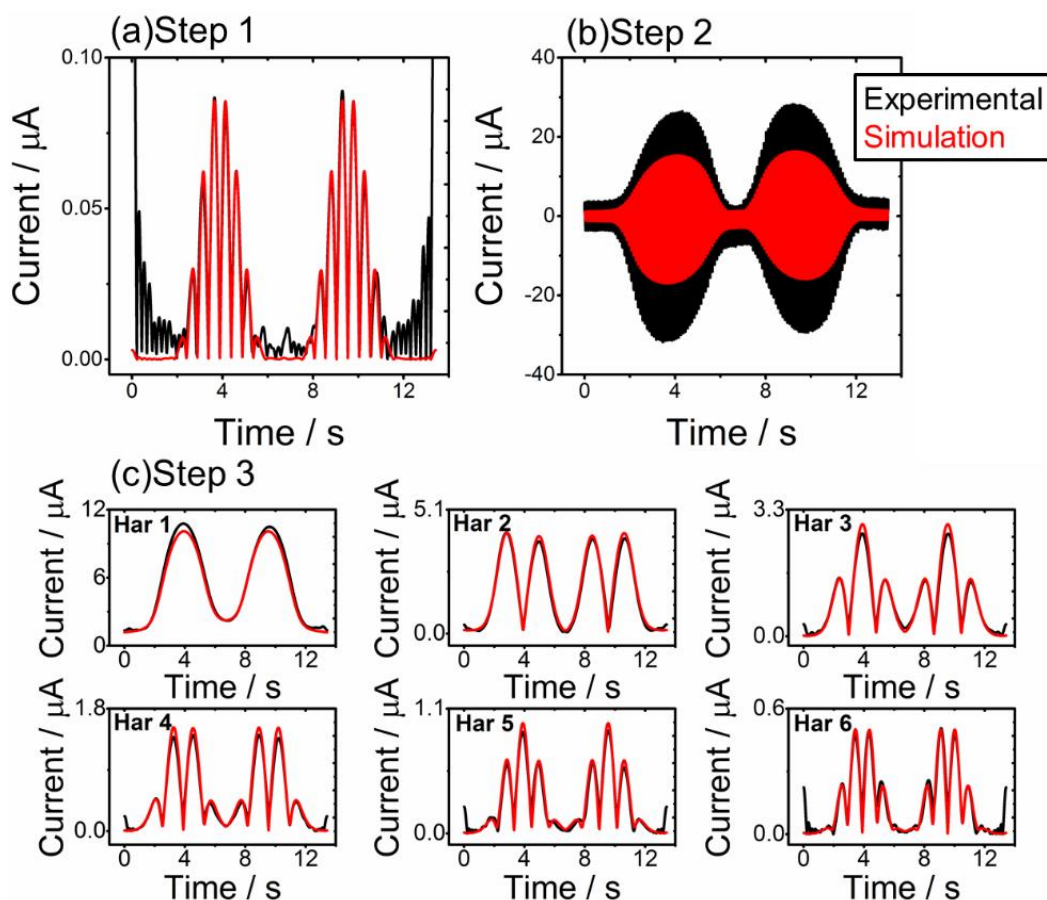 (a)Step 1
Current / μA
0.10
0.05
0.00
0 4 8 12
Time / s
(b)Step 2
Current / μA
40
20
0
-20
-40
0 4 8 12
Time / s
Experimental
Simulation
(c)Step 3
Har 1
Current / μA
12
6
0
0 4 8 12
Time / s
Har 2
Current / μA
5.1
0.0
0 4 8 12
Time / s
Har 3
Current / μA
3.3
0.0
0 4 8 12
Time / s
Har 4
Current / μA
1.8
0.0
0 4 8 12
Time / s
Har 5
Current / μA
1.1
0.0
0 4 8 12
Time / s
Har 6
Current / μA
0.6
0.0
0 4 8 12
Time / s